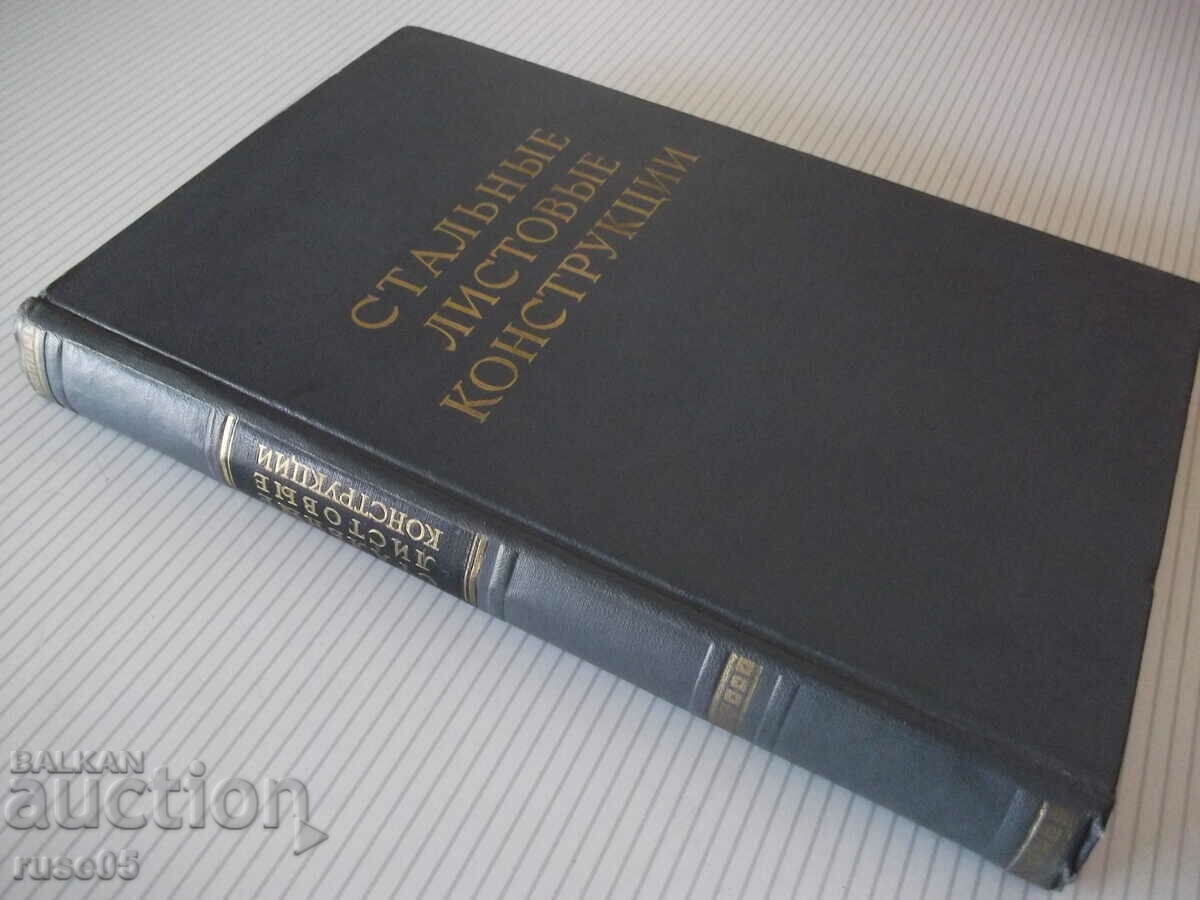 СТАЛЬНЫЕ
ЛИСТОВЫЕ
КОНСТРУКЦИИ
ЛИСТОВЫЕ
КОНСТРУКЦИИ
BALKAN
auction
ruse05